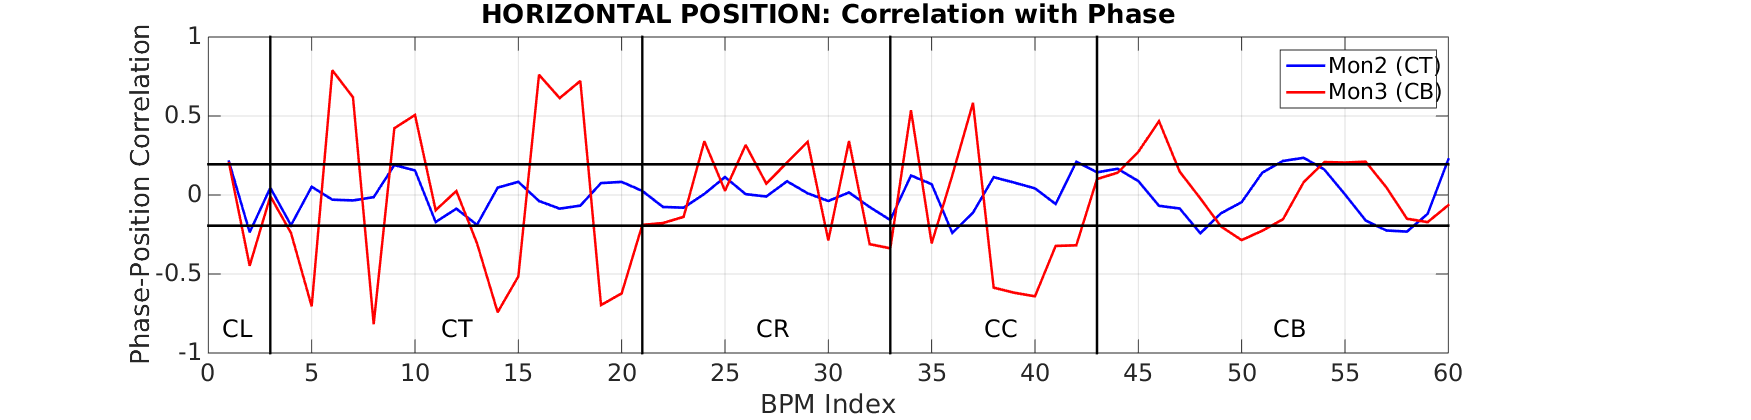 HORIZONTAL POSITION: Correlation with Phase
Phase-Position Correlation
1
0.5
0
-0.5
-1
Mon2 (CT)
Mon3 (CB)
CL
CT
CR
CC
CB
0 5 10 15 20 25 30 35 40 45 50 55 60
BPM Index